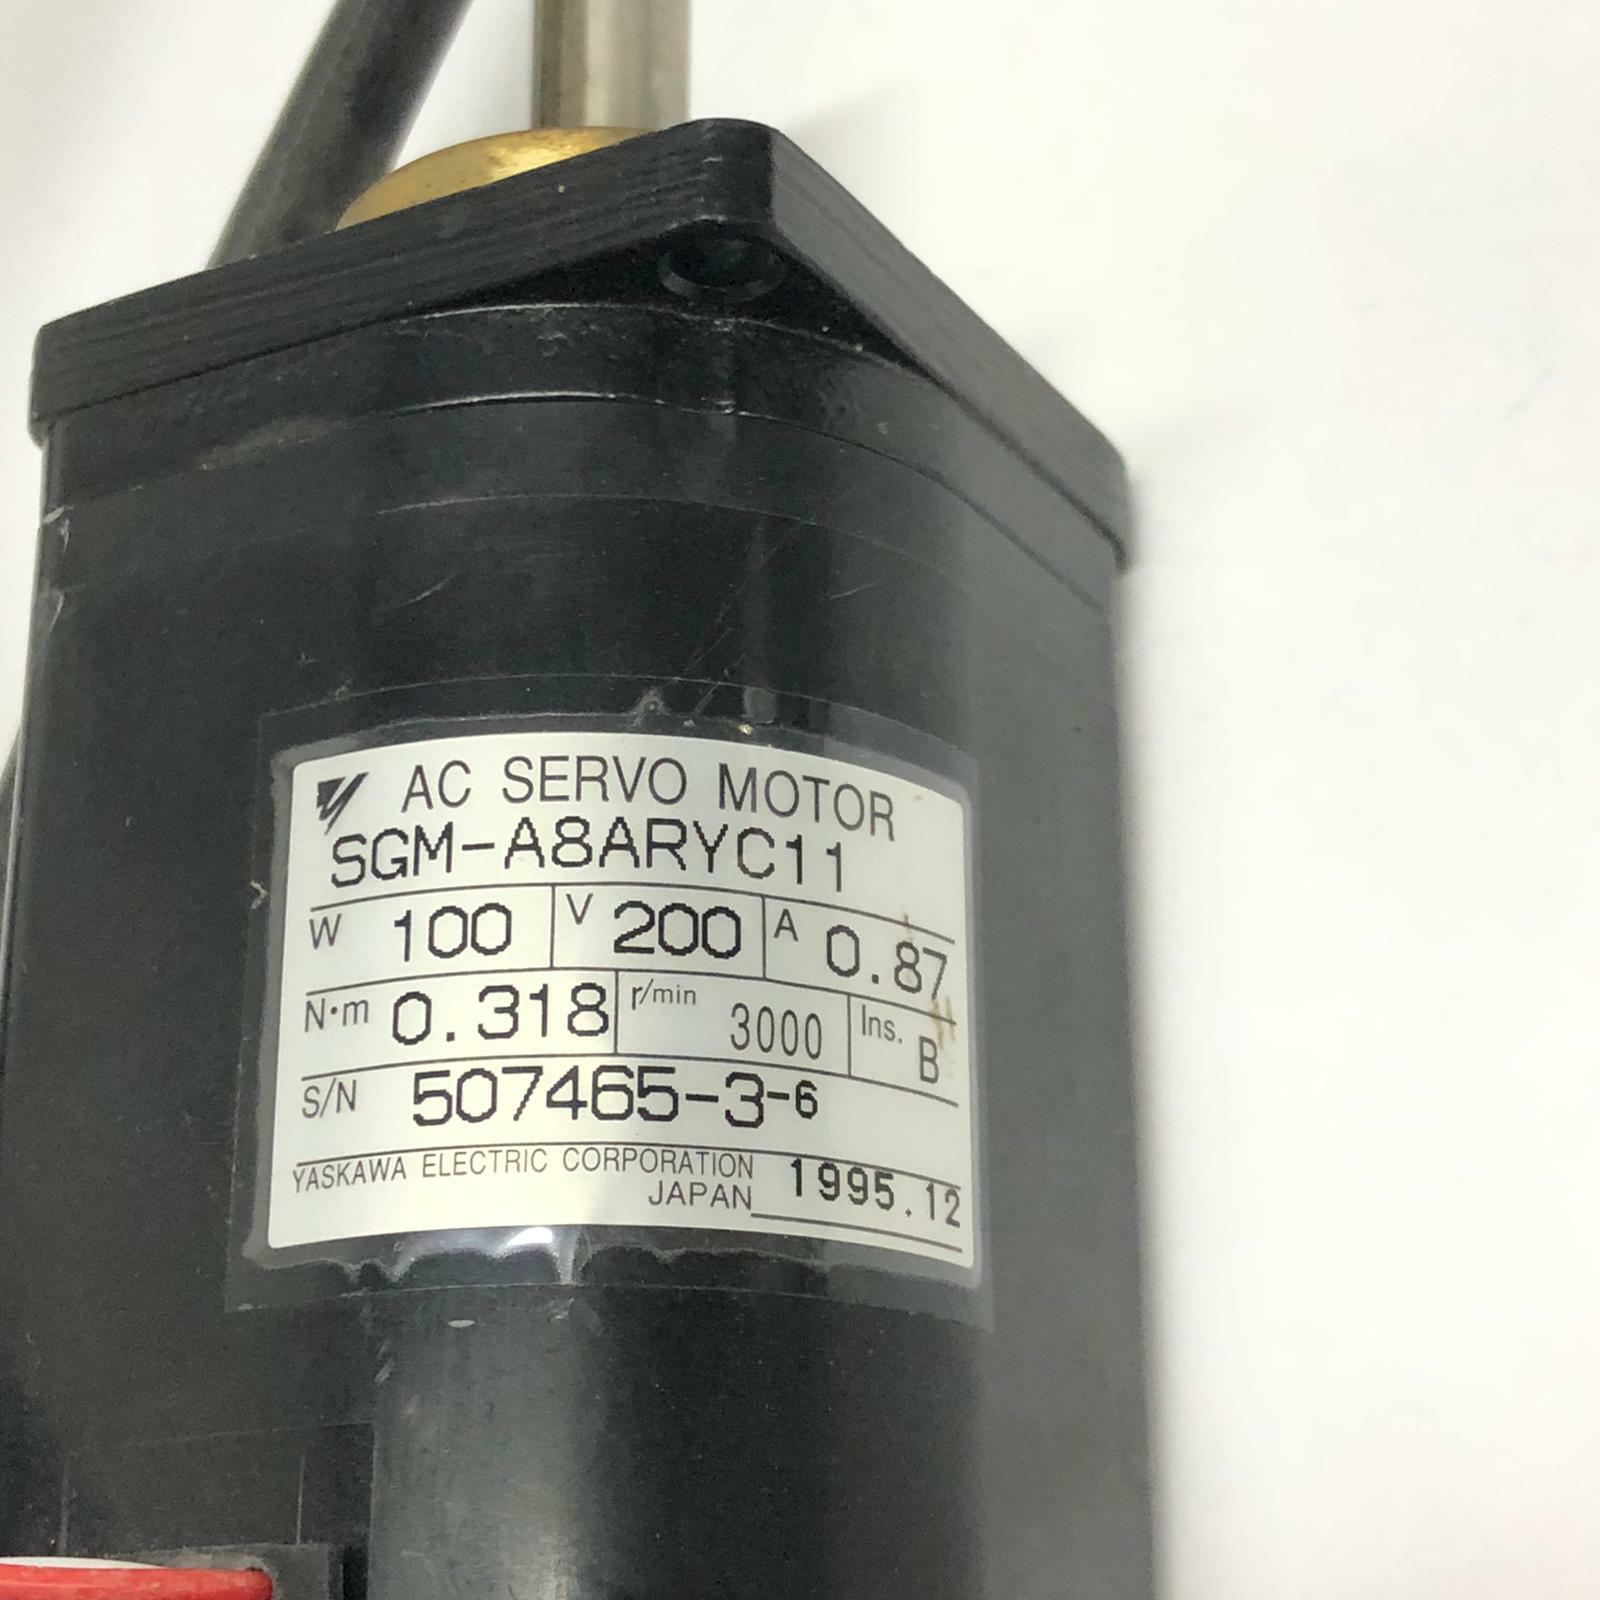 AC SERVO MOTOR
SGM-A8ARYC11
W 100 V 200 A 0.87
N·m 0.318 r/min 3000 Ins. B
S/N 507465-3-6
YASKAWA ELECTRIC CORPORATION
JAPAN 1995.12